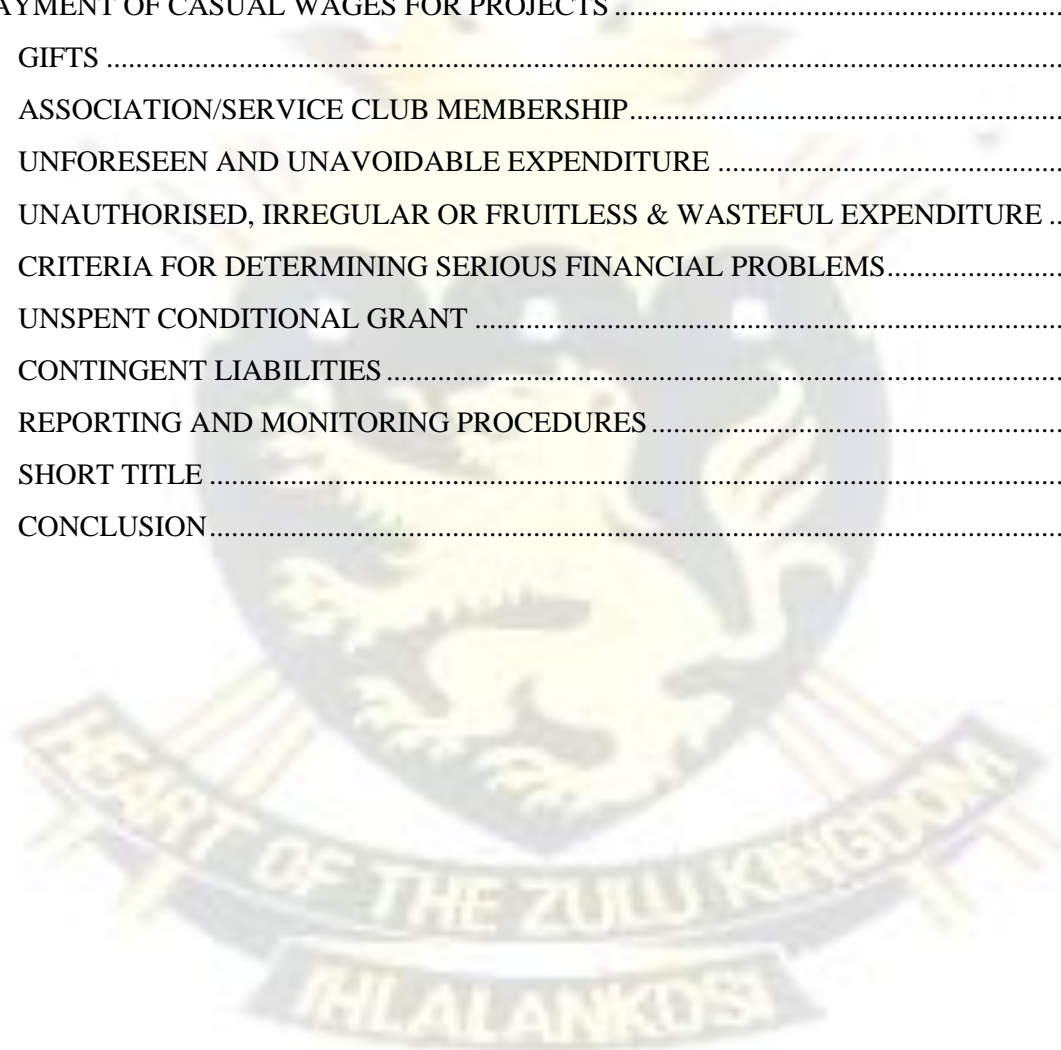 AYMENT OF CASUAL WAGES FOR PROJECTS ..........................................................
GIFTS ..............................................................................................................................
ASSOCIATION/SERVICE CLUB MEMBERSHIP..........................................................
UNFORESEEN AND UNAVOIDABLE EXPENDITURE ..............................................
UNAUTHORISED, IRREGULAR OR FRUITLESS & WASTEFUL EXPENDITURE ..
CRITERIA FOR DETERMINING SERIOUS FINANCIAL PROBLEMS.......................
UNSPENT CONDITIONAL GRANT ..............................................................................
CONTINGENT LIABILITIES..........................................................................................
REPORTING AND MONITORING PROCEDURES ......................................................
SHORT TITLE ................................................................................................................
CONCLUSION................................................................................................................
HEART OF THE ZULU KINGDOM
IHLALANKOSI